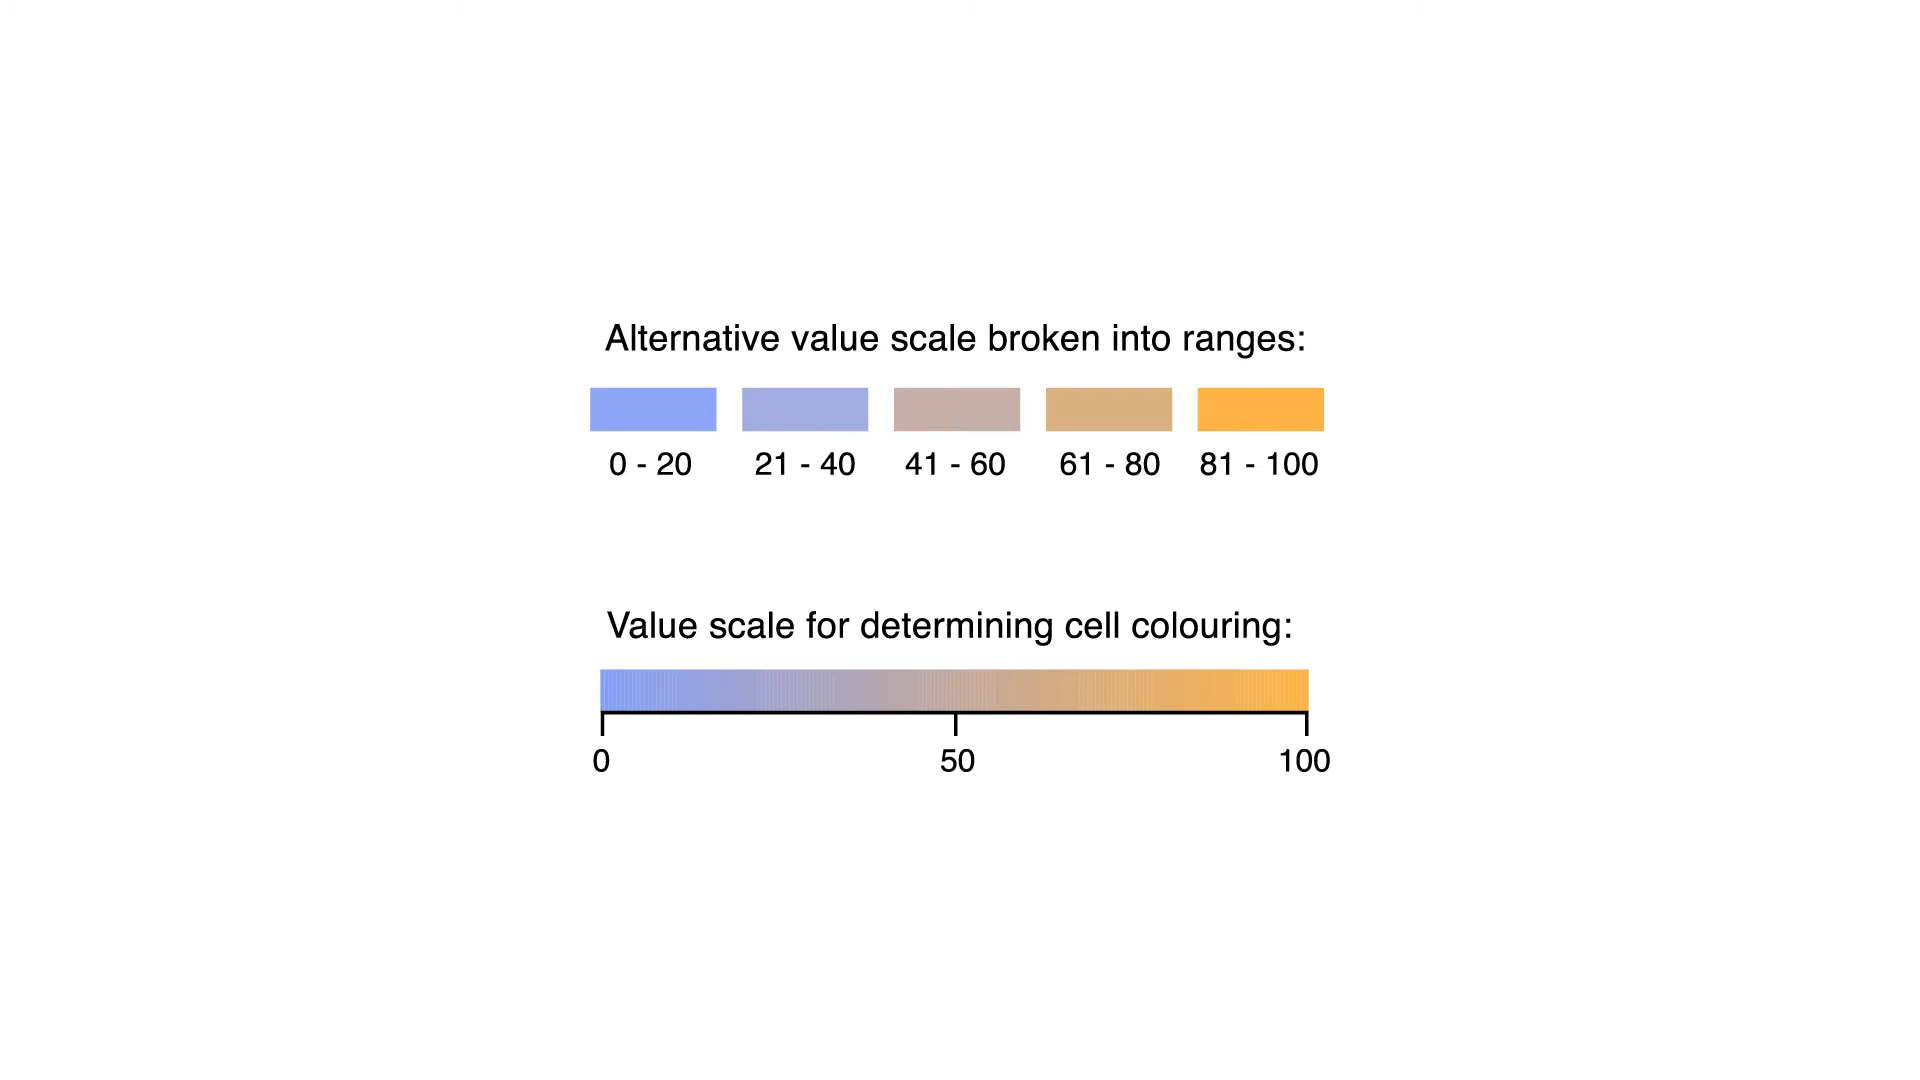 Alternative value scale broken into ranges:
0 - 20 21 - 40 41 - 60 61 - 80 81 - 100
Value scale for determining cell colouring:
0 50 100